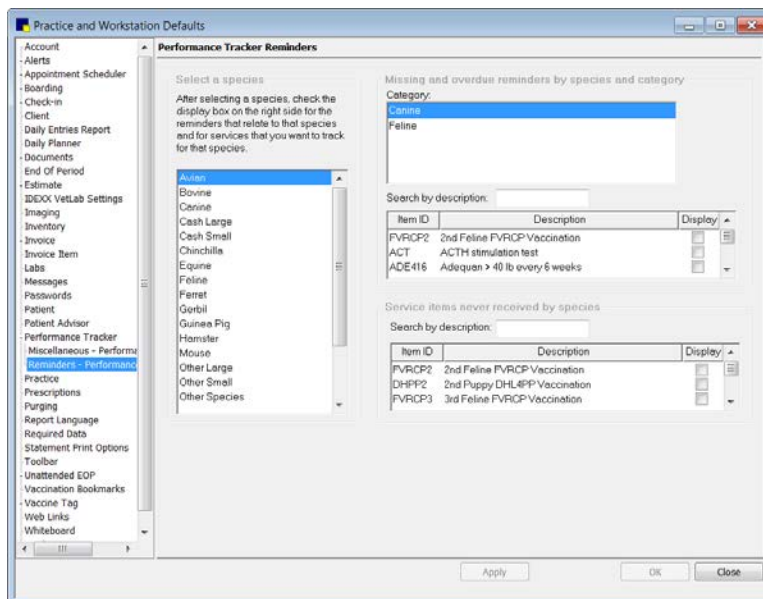 Practice and Workstation Defaults
Account
Alerts
Appointment Scheduler
Boarding
Check-in
Client
Daily Entries Report
Daily Planner
Documents
End Of Period
Estimate
IDEXX VetLab Settings
Imaging
Inventory
Invoice
Invoice Item
Labs
Messages
Passwords
Patient
Patient Advisor
Performance Tracker
Miscellaneous - Performa
Reminders - Performanc
Practice
Prescriptions
Purging
Report Language
Required Data
Statement Print Options
Toolbar
Unattended EOP
Vaccination Bookmarks
Vaccine Tag
Web Links
Whiteboard
Performance Tracker Reminders
Select a species
After selecting a species, check the
display box on the right side for the
reminders that relate to that species
and for services that you want to track
for that species.
Avian
Bovine
Canine
Cash Large
Cash Small
Chinchilla
Equine
Feline
Ferret
Gerbil
Guinea Pig
Hamster
Mouse
Other Large
Other Small
Other Species
Missing and overdue reminders by species and category
Category:
Canine
Feline
Search by description:
Item ID Description Display
FVRCP2 2nd Feline FVRCP Vaccination
ACT ACTH stimulation test
ADE416 Adequan > 40 lb every 6 weeks
Service items never received by species
Search by description:
Item ID Description Display
FVRCP2 2nd Feline FVRCP Vaccination
DHPP2 2nd Puppy DHL4PP Vaccination
FVRCP3 3rd Feline FVRCP Vaccination
Apply OK Close